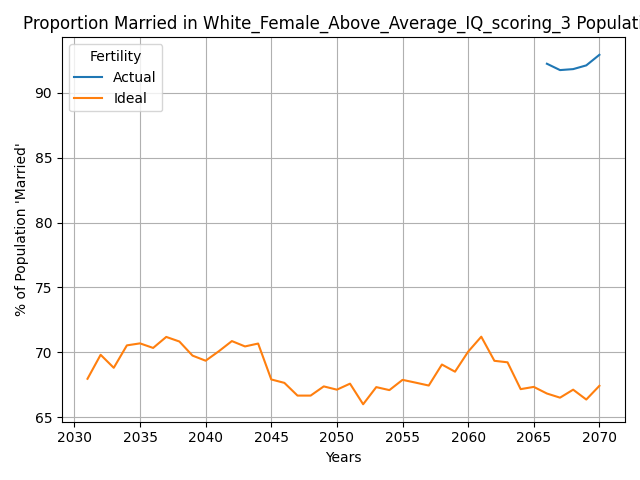 Proportion Married in White_Female_Above_Average_IQ_scoring_3 Populati
Fertility
Actual
Ideal
% of Population 'Married'
90
85
80
75
70
65
2030 2035 2040 2045 2050 2055 2060 2065 2070
Years